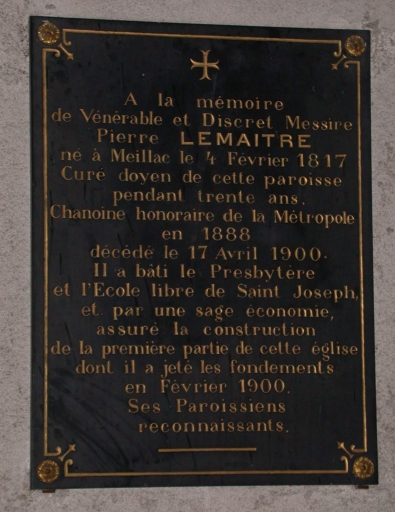 A la mémoire
de Vénérable et Discret Messire
Pierre LEMAITRE
né à Meillac le 4 Février 1817
Curé doyen de cette paroisse
pendant trente ans.
Chanoine honoraire de la Métropole
en 1888
décédé le 17 Avril 1900.
Il a bâti le Presbytère
et l'Ecole libre de Saint Joseph,
et par une sage économie,
assuré la construction
de la première partie de cette église
dont il a jeté les fondements
en Février 1900.
Ses Paroissiens
reconnaissants.